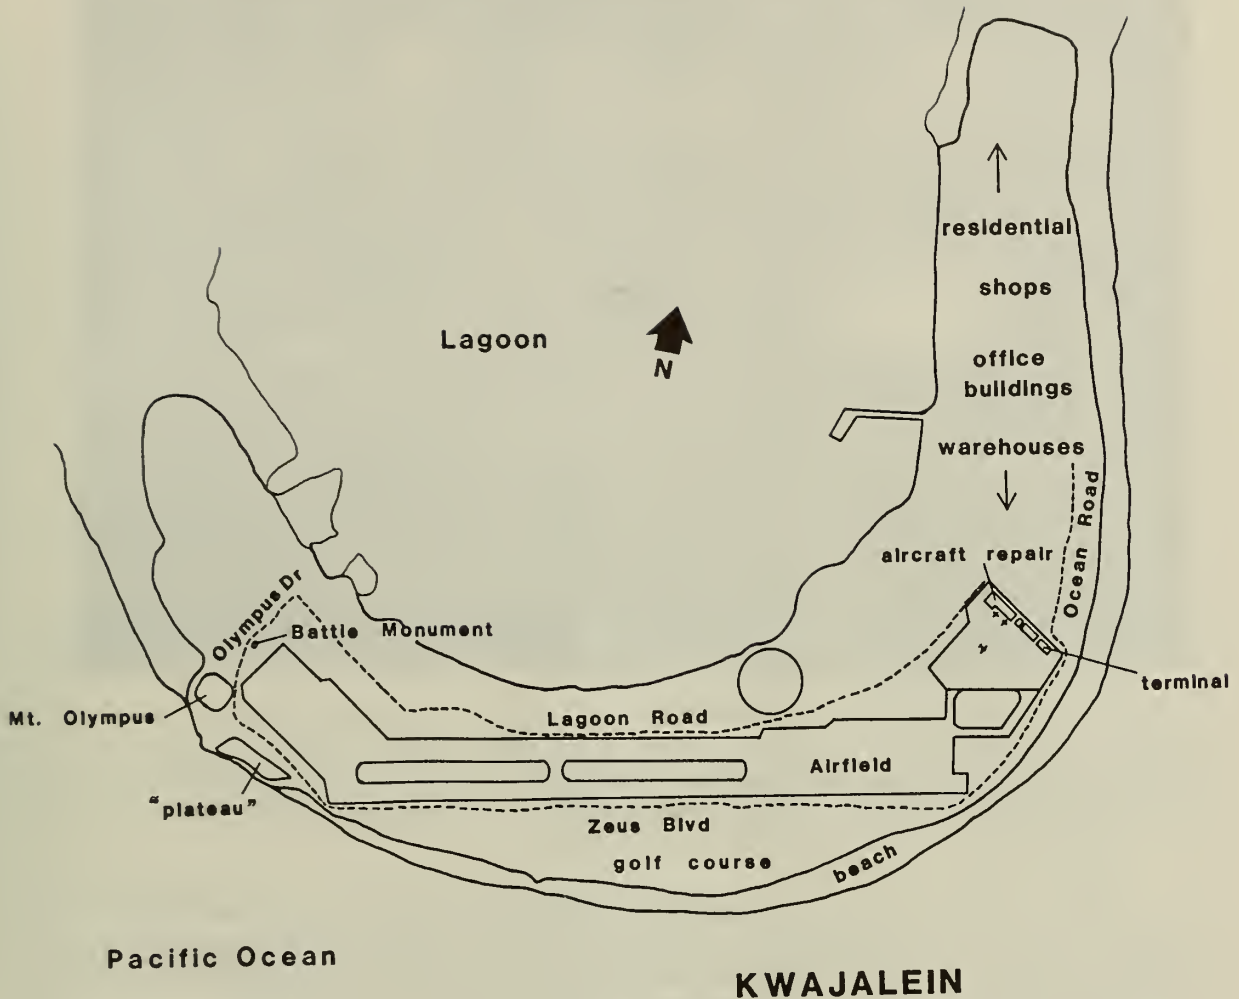 residential
shops
office
buildings
warehouses
Lagoon
N
aircraft repair
Ocean Road
Olympus Dr
Battle Monument
terminal
Mt. Olympus
Lagoon Road
Airfield
"plateau"
Zeus Blvd
golf course
beach
Pacific Ocean
KWAJALEIN